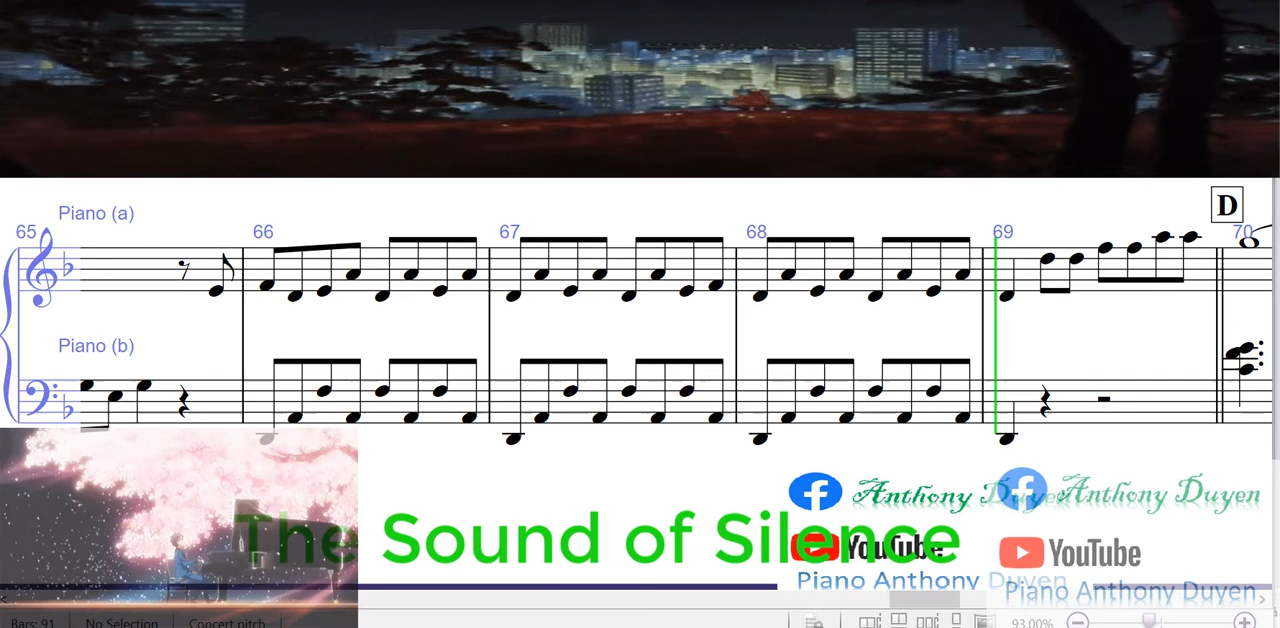 D
Piano (a)
65 66 67 68 69 70
Piano (b)
Anthony Duyen Anthony Duyen
The Sound of Silence
YouTube YouTube
Piano Anthony Duyen Piano Anthony Duyen
Bars: 91 No Selection Concert pitch 93.00%